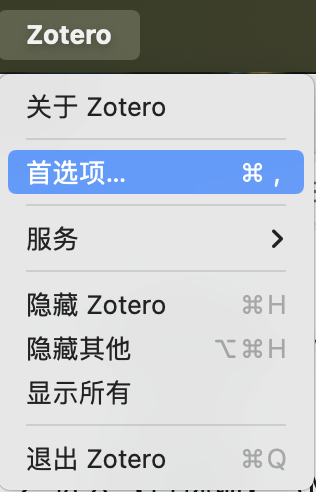 Zotero
关于 Zotero
首选项... ⌘ ,
服务 >
隐藏 Zotero ⌘H
隐藏其他 ⌥⌘H
显示所有
退出 Zotero ⌘Q